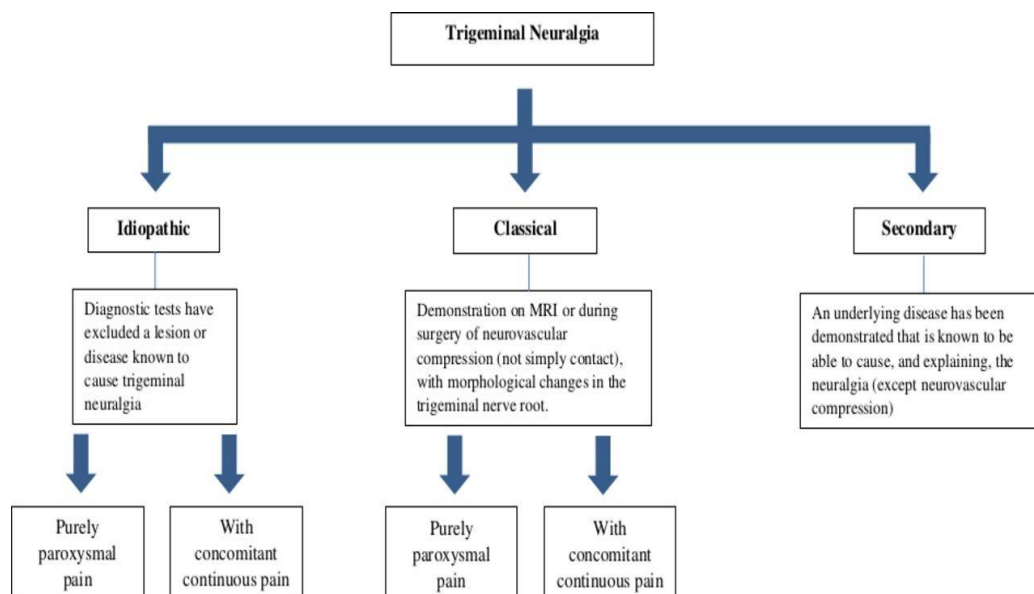 Trigeminal Neuralgia
Idiopathic
Classical
Secondary
Diagnostic tests have
excluded a lesion or
disease known to
cause trigeminal
neuralgia
Demonstration on MRI or during
surgery of neurovascular
compression (not simply contact),
with morphological changes in the
trigeminal nerve root.
An underlying disease has been
demonstrated that is known to be
able to cause, and explaining, the
neuralgia (except neurovascular
compression)
Purely
paroxysmal
pain
With
concomitant
continuous pain
Purely
paroxysmal
pain
With
concomitant
continuous pain